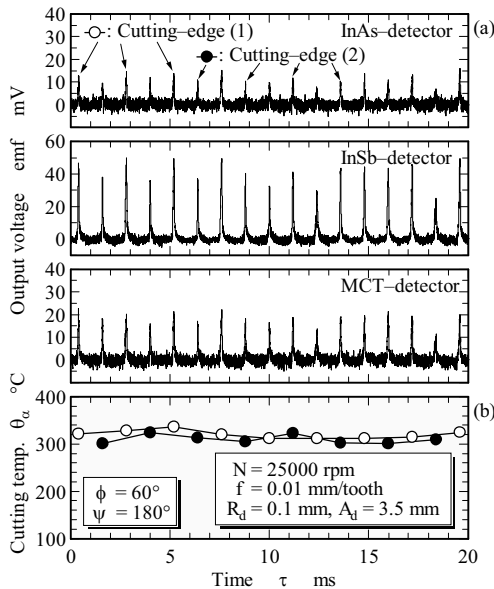 (a)
○ : Cutting–edge (1)
InAs–detector
● : Cutting–edge (2)
40
30
20
10
0
InSb–detector
60
40
20
0
MCT–detector
40
30
20
10
0
Output voltage emf mV
(b)
400
300
200
100
Cutting temp. θα °C
ϕ = 60°
ψ = 180°
N = 25000 rpm
f = 0.01 mm/tooth
Rd = 0.1 mm, Ad = 3.5 mm
0 5 10 15 20
Time τ ms